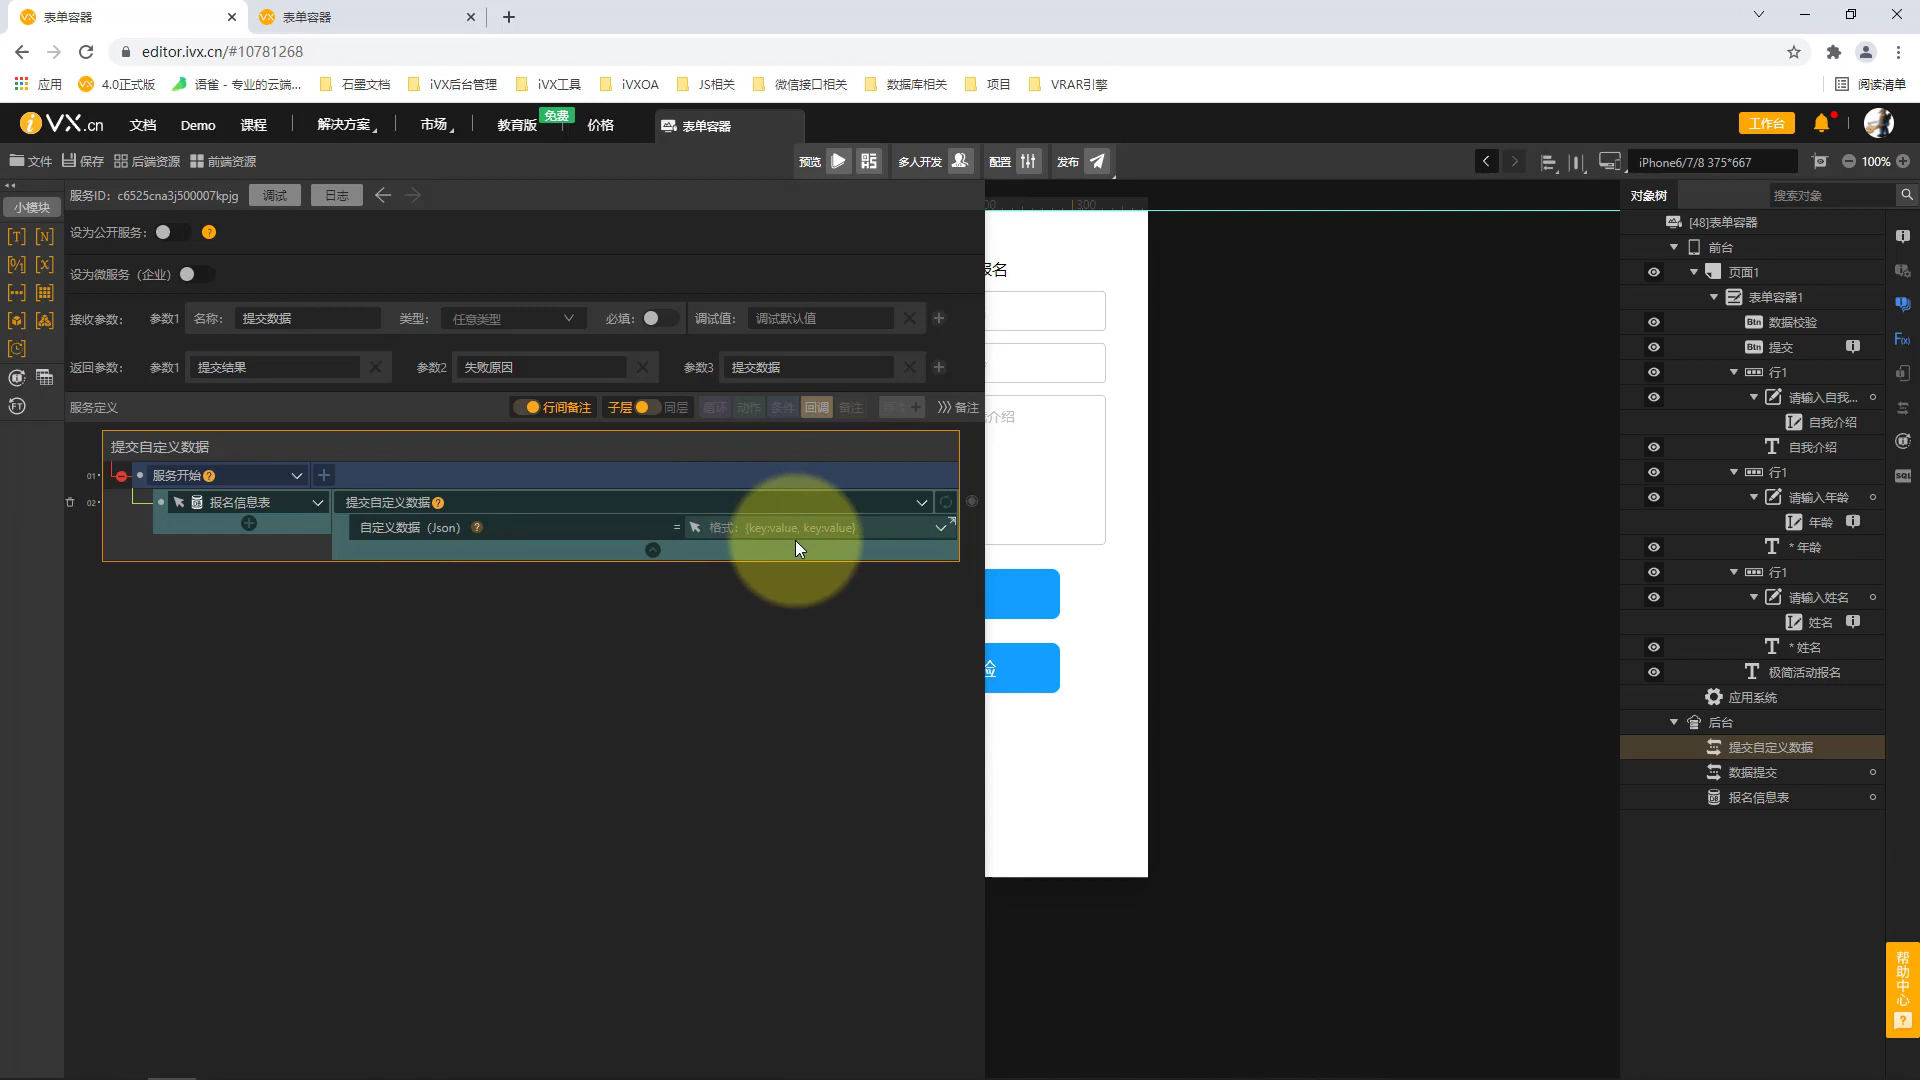 表单容器
表单容器
editor.ivx.cn/#10781268
应用
4.0正式版
语雀 - 专业的云端...
石墨文档
iVX后台管理
iVX工具
iVXOA
JS相关
微信接口相关
数据库相关
项目
VRAR引擎
阅读清单
iVX.cn
文档
Demo
课程
解决方案
市场
教育版
免费
价格
表单容器
工作台
文件
保存
后端资源
前端资源
预览
多人开发
配置
发布
iPhone6/7/8 375*667
100%
小模块
服务ID: c6525cna3j500007kpjg
调试
日志
300
对象树
搜索对象
设为公开服务:
设为微服务 (企业)
接收参数: 参数1 名称: 提交数据 类型: 任意类型 必填: 调试值: 调试默认值
返回参数: 参数1 提交结果 参数2 失败原因 参数3 提交数据
服务定义
行间备注
子层
同层
循环
动作
条件
回调
备注
备注
提交自定义数据
01
服务开始
02
报名信息表
提交自定义数据
自定义数据 (Json)
=
格式: {key:value, key:value}
报名
介绍
验
[48]表单容器
前台
页面1
表单容器1
Btn 数据校验
Btn 提交
行1
请输入自我...
自我介绍
自我介绍
行1
请输入年龄
年龄
* 年龄
行1
请输入姓名
姓名
* 姓名
极简活动报名
应用系统
后台
提交自定义数据
数据提交
报名信息表
F(x)
SQL
帮助中心